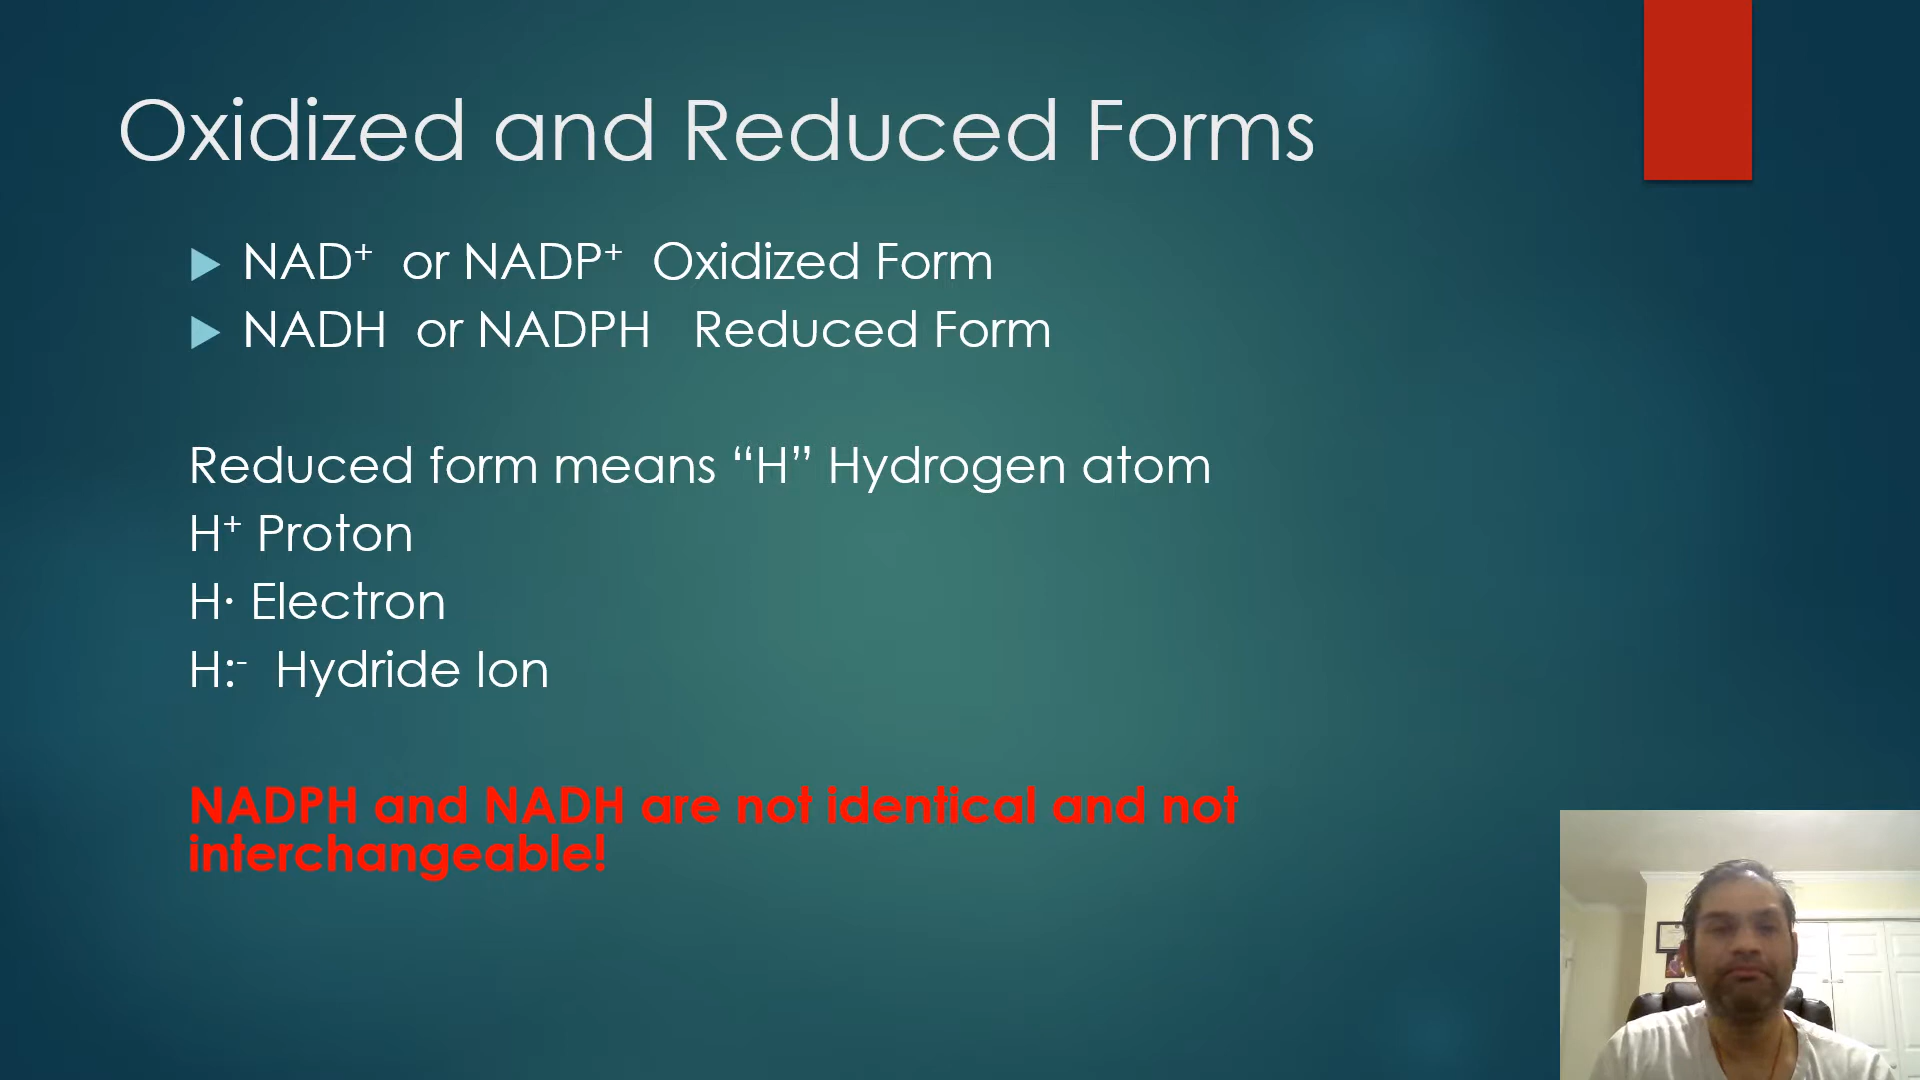 Oxidized and Reduced Forms
NAD⁺ or NADP⁺ Oxidized Form
NADH or NADPH Reduced Form
Reduced form means “H” Hydrogen atom
H⁺ Proton
H· Electron
H:⁻ Hydride Ion
NADPH and NADH are not identical and not
interchangeable!